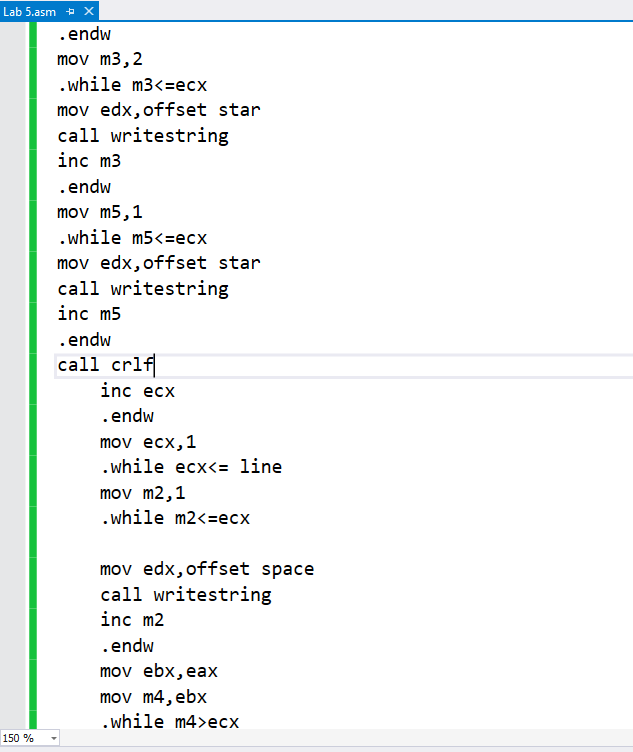 Lab 5.asm
.endw
mov m3,2
.while m3<=ecx
mov edx,offset star
call writestring
inc m3
.endw
mov m5,1
.while m5<=ecx
mov edx,offset star
call writestring
inc m5
.endw
call crlf
inc ecx
.endw
mov ecx,1
.while ecx<= line
mov m2,1
.while m2<=ecx
mov edx,offset space
call writestring
inc m2
.endw
mov ebx,eax
mov m4,ebx
.while m4>ecx
150 %